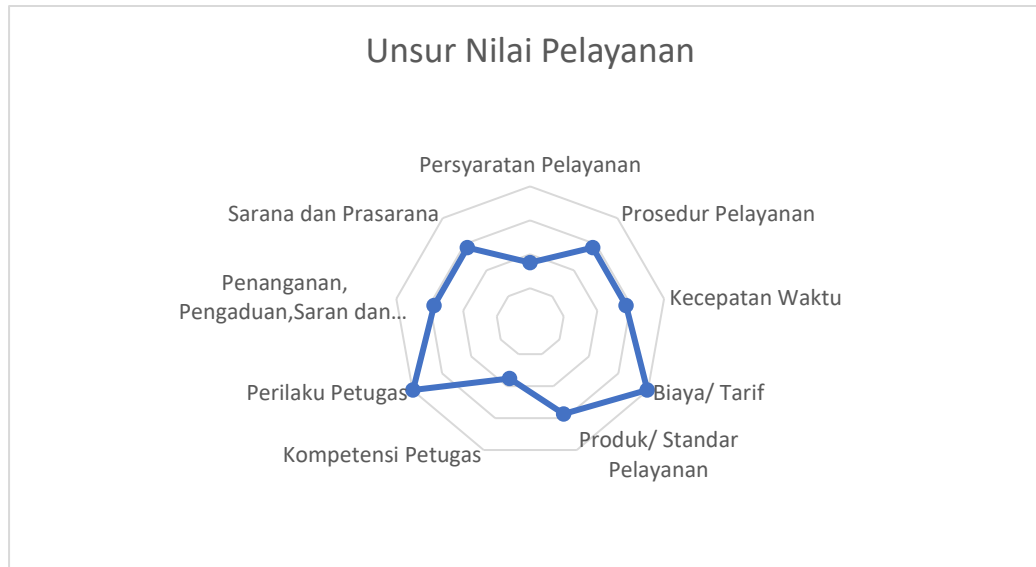 Unsur Nilai Pelayanan
Persyaratan Pelayanan
Prosedur Pelayanan
Kecepatan Waktu
Biaya/ Tarif
Produk/ Standar
Pelayanan
Kompetensi Petugas
Perilaku Petugas
Penanganan,
Pengaduan,Saran dan...
Sarana dan Prasarana